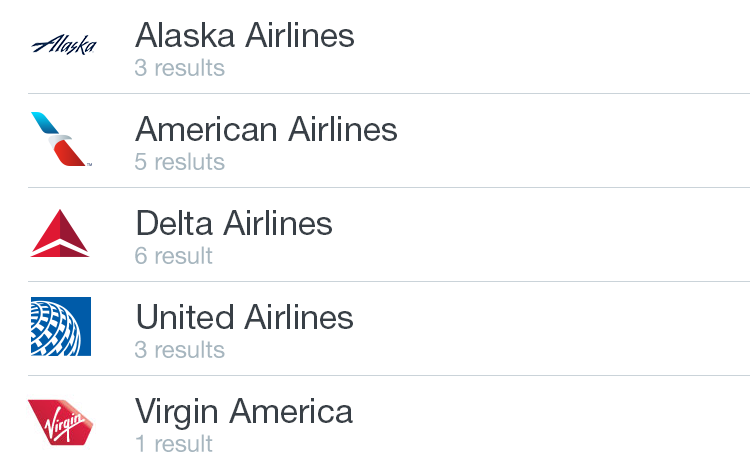 Alaska
Alaska Airlines
3 results
American Airlines
5 resluts
TM
Delta Airlines
6 result
United Airlines
3 results
Virgin
Virgin America
1 result